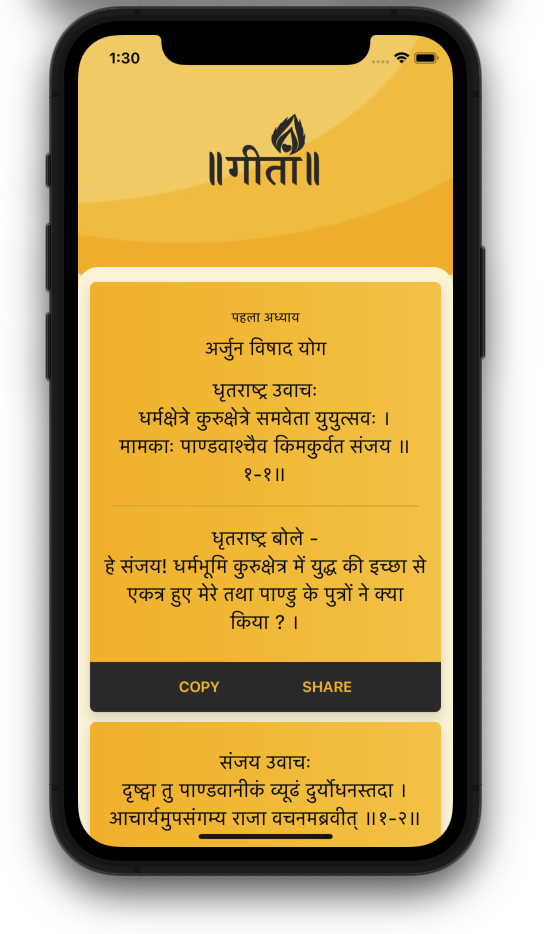 1:30
॥गीता॥
पहला अध्याय
अर्जुन विषाद योग
धृतराष्ट्र उवाचः
धर्मक्षेत्रे कुरुक्षेत्रे समवेता युयुत्सवः ।
मामकाः पाण्डवाश्चैव किमकुर्वत संजय ॥
१-१॥
धृतराष्ट्र बोले -
हे संजय! धर्मभूमि कुरुक्षेत्र में युद्ध की इच्छा से
एकत्र हुए मेरे तथा पाण्डु के पुत्रों ने क्या
किया ? ।
COPY SHARE
संजय उवाचः
दृष्ट्वा तु पाण्डवानीकं व्यूढं दुर्योधनस्तदा ।
आचार्यमुपसंगम्य राजा वचनमब्रवीत् ॥१-२॥